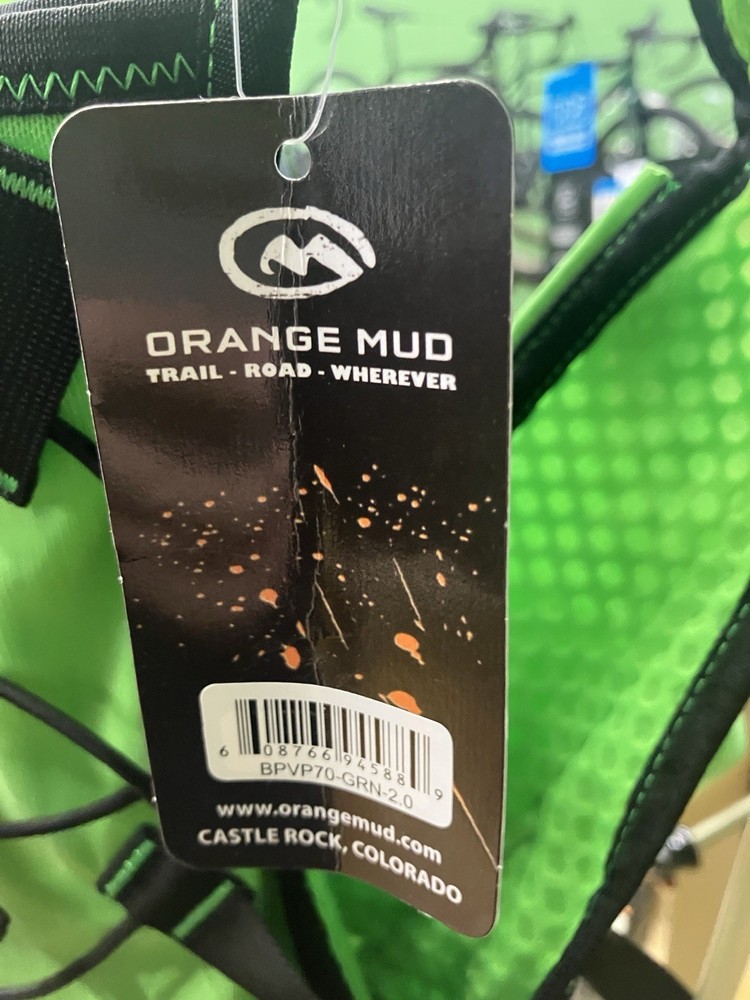 ORANGE MUD
TRAIL - ROAD - WHEREVER
6 08766 94588 9
BPVP70-GRN-2.0
www.orangemud.com
CASTLE ROCK, COLORADO